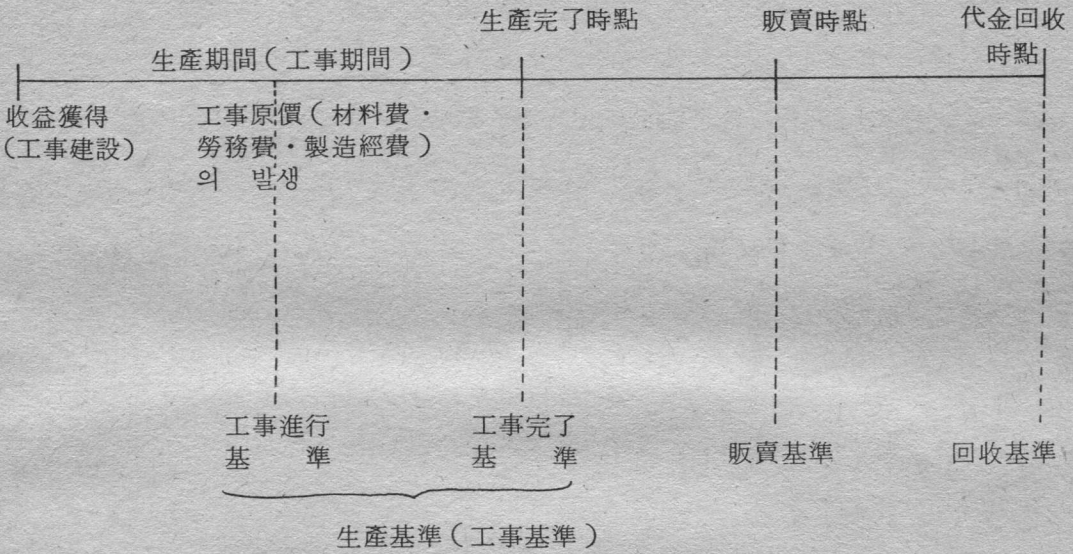 生產完了時點
販賣時點
代金回收
時點
生產期間(工事期間)
收益獲得
(工事建設)
工事原價(材料費・
勞務費・製造經費)
의 발생
工事進行
基 準
工事完了
基 準
販賣基準
回收基準
生產基準(工事基準)